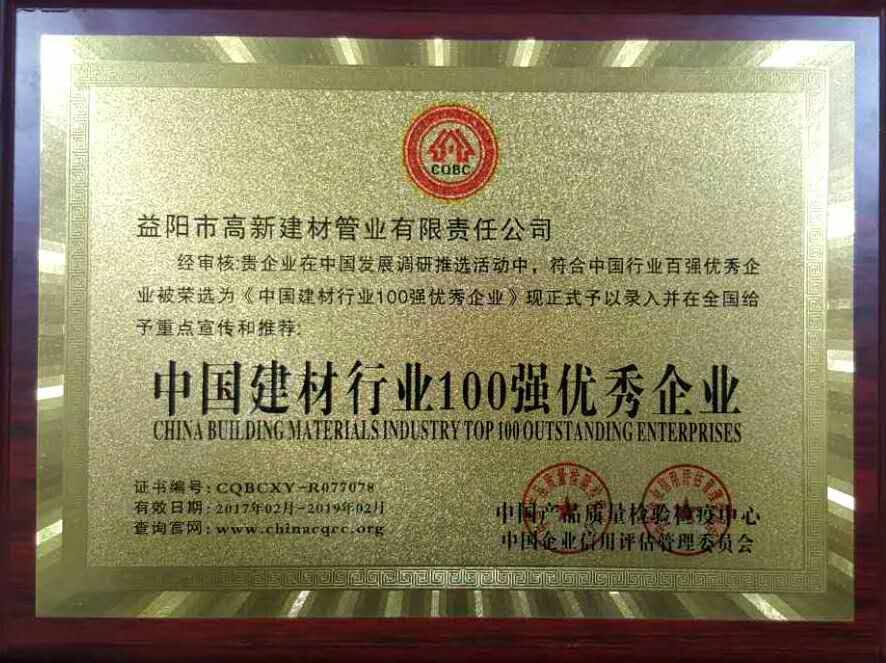 CQBC
益阳市高新建材管业有限责任公司
经审核:贵企业在中国发展调研推选活动中，符合中国行业百强优秀企
业被荣选为《中国建材行业100强优秀企业》现正式予以录入并在全国给
予重点宣传和推荐:
中国建材行业100强优秀企业
CHINA BUILDING MATERIALS INDUSTRY TOP 100 OUTSTANDING ENTERPRISES
证书编号:CQBCXY-R077078
有效日期:2017年02月-2019年02月
查询官网:www.chinacqcc.org
中国产品质量检验检疫中心
中国企业信用评估管理委员会